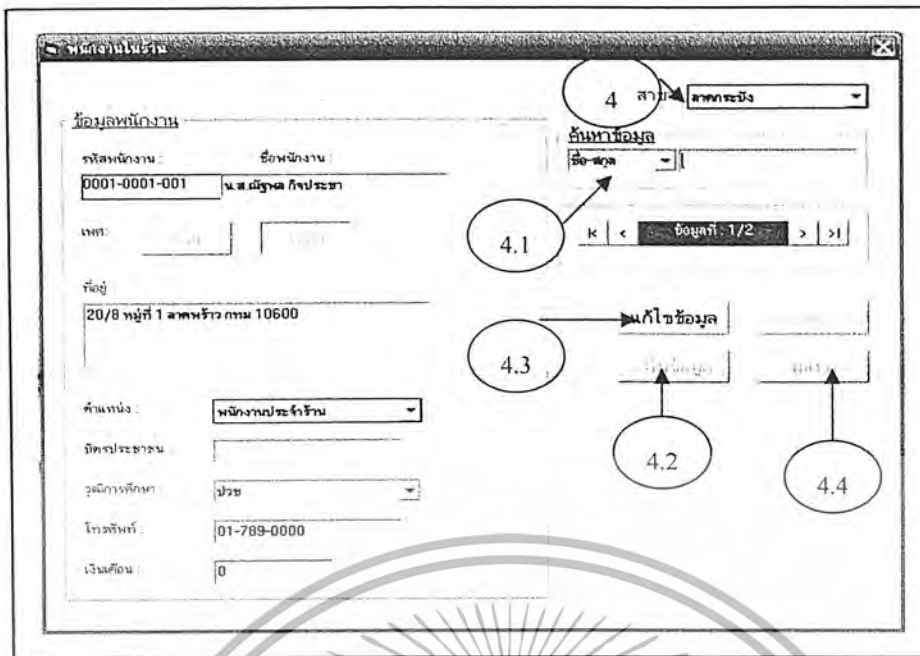 พนักงานในร้าน
4 สาขา ลาดกระบัง
ข้อมูลพนักงาน
ค้นหาข้อมูล
รหัสพนักงาน : ชื่อพนักงาน :
ชื่อ-สกุล
0001-0001-001 น.ส.ณัฐพล กิจประชา
เพศ:
4.1
K < ข้อมูลที่ : 1/2 > >|
ที่อยู่ :
20/8 หมู่ที่ 1 ลาดพร้าว กทม 10600
แก้ไขข้อมูล
4.3
ตำแหน่ง : พนักงานประจำร้าน
4.2
4.4
บัตรประชาชน
วุฒิการศึกษา : ปวช
โทรศัพท์ : 01-789-0000
เงินเดือน : 0